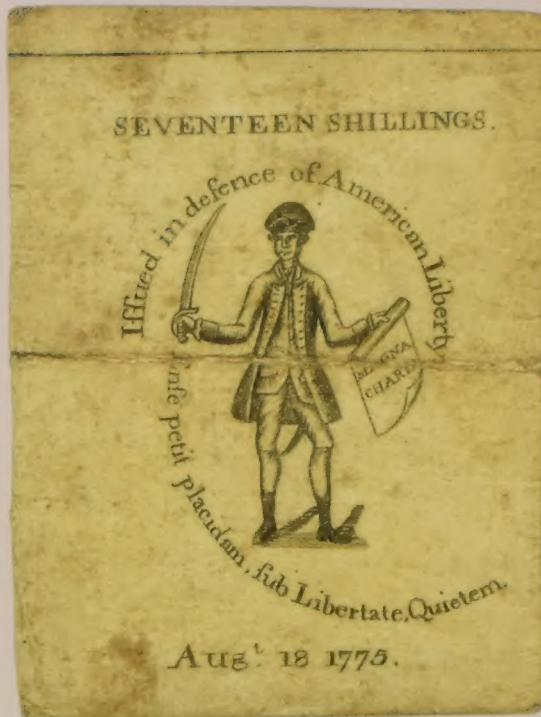 SEVENTEEN SHILLINGS.
Iſſued in defence of American Liberty
MAGNA
CHARTA
Enſe petit placidam, ſub Libertate, Quietem.
Augt. 18 1775.